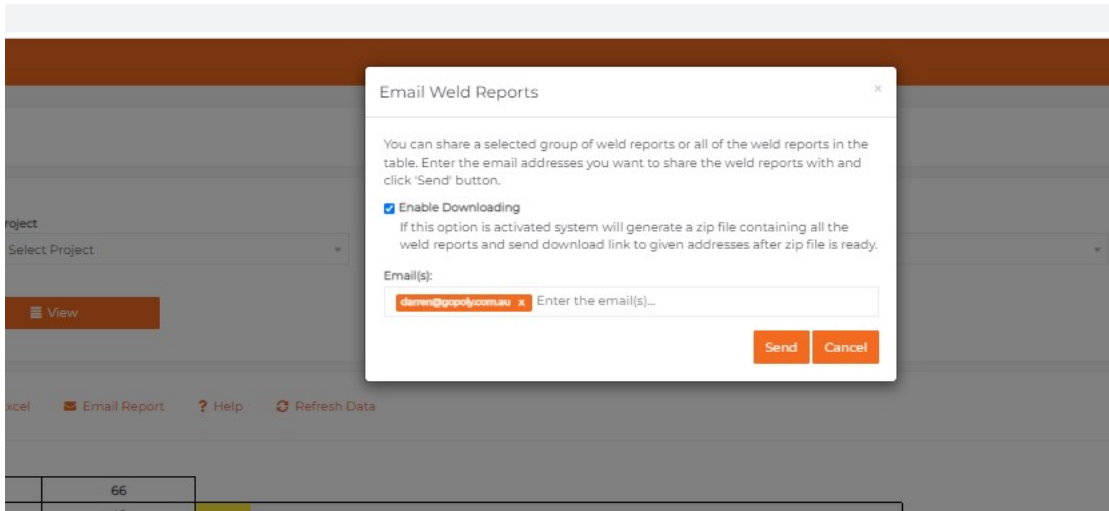 Email Weld Reports ×
You can share a selected group of weld reports or all of the weld reports in the
table. Enter the email addresses you want to share the weld reports with and
click 'Send' button.
Enable Downloading
If this option is activated system will generate a zip file containing all the
weld reports and send download link to given addresses after zip file is ready.
Email(s):
darren@gopoly.com.au x Enter the email(s)...
Send Cancel
roject
Select Project
View
xcel Email Report ? Help Refresh Data
66